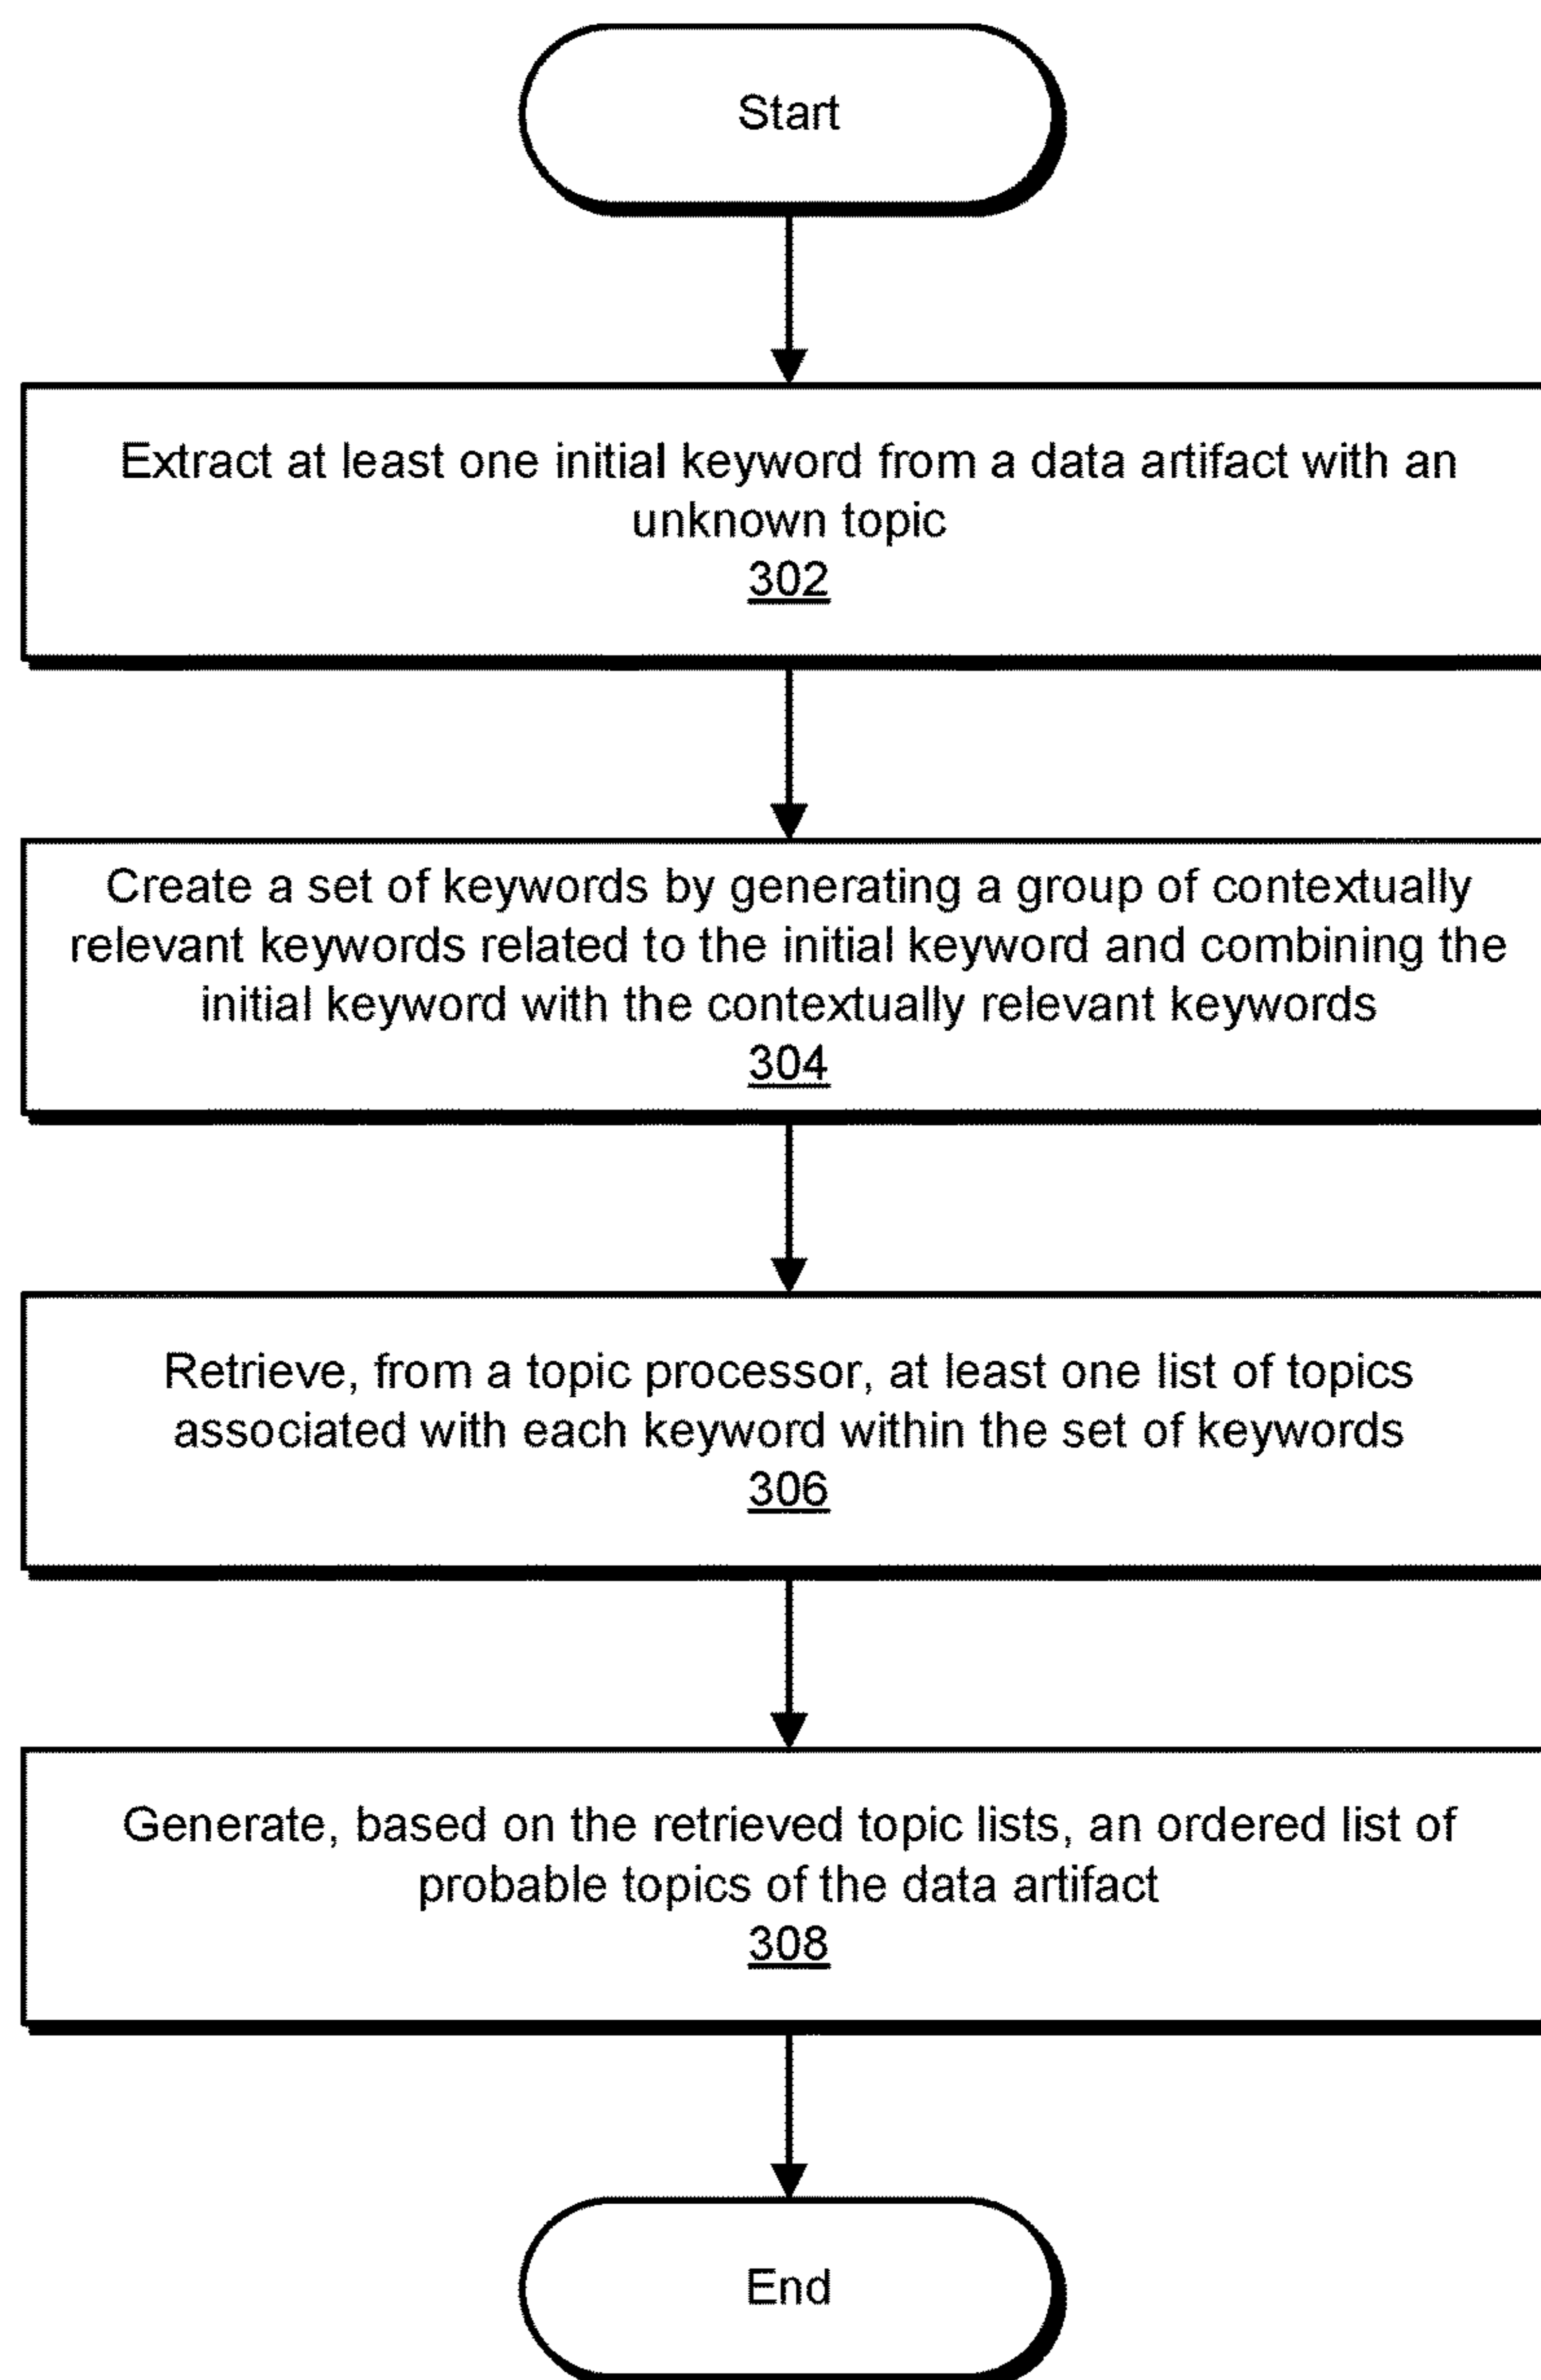 Start
Extract at least one initial keyword from a data artifact with an
unknown topic
302
Create a set of keywords by generating a group of contextually
relevant keywords related to the initial keyword and combining the
initial keyword with the contextually relevant keywords
304
Retrieve, from a topic processor, at least one list of topics
associated with each keyword within the set of keywords
306
Generate, based on the retrieved topic lists, an ordered list of
probable topics of the data artifact
308
End